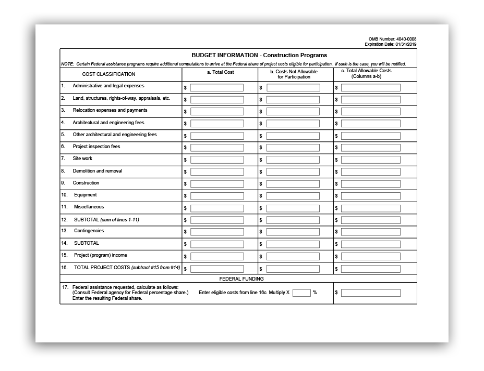 OMB Number: 4040-0008
Expiration Date: 01/31/2019
BUDGET INFORMATION - Construction Programs
NOTE: Certain Federal assistance programs require additional computations to arrive at the Federal share of project costs eligible for participation. If such is the case, you will be notified.
COST CLASSIFICATION
a. Total Cost
b. Costs Not Allowable
for Participation
c. Total Allowable Costs
(Columns a-b)
1. Administrative and legal expenses $ $ $
2. Land, structures, rights-of-way, appraisals, etc. $ $ $
3. Relocation expenses and payments $ $ $
4. Architectural and engineering fees $ $ $
5. Other architectural and engineering fees $ $ $
6. Project inspection fees $ $ $
7. Site work $ $ $
8. Demolition and removal $ $ $
9. Construction $ $ $
10. Equipment $ $ $
11. Miscellaneous $ $ $
12. SUBTOTAL (sum of lines 1-11) $ $ $
13. Contingencies $ $ $
14. SUBTOTAL $ $ $
15. Project (program) income $ $ $
16. TOTAL PROJECT COSTS (subtract #15 from #14) $ $ $
FEDERAL FUNDING
17. Federal assistance requested, calculate as follows:
(Consult Federal agency for Federal percentage share.) Enter eligible costs from line 16c Multiply X % $
Enter the resulting Federal share.